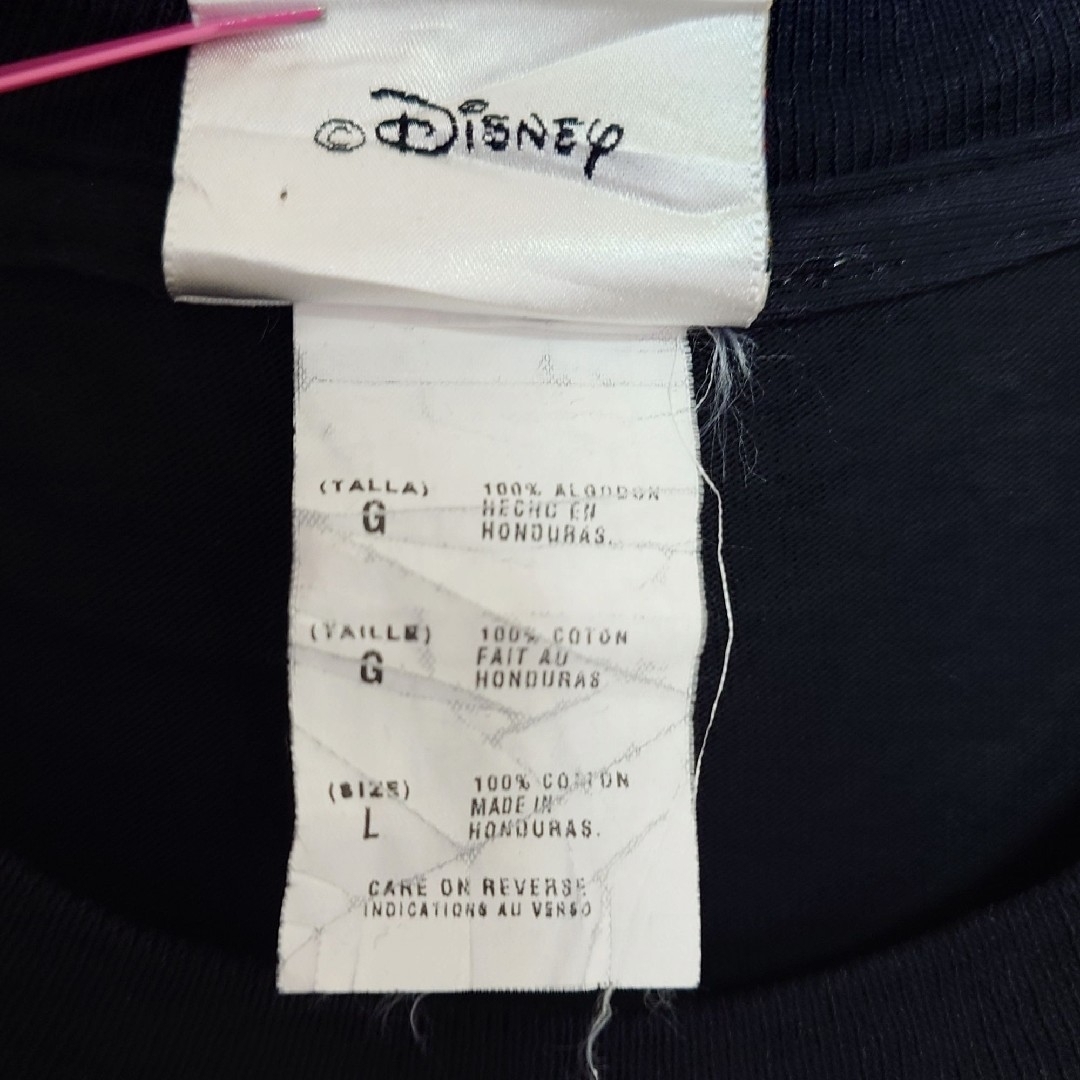 © Disney
(TALLA) 100% ALGODON
G HECHO EN
HONDURAS.
(TAILLE) 100% COTON
G FAIT AU
HONDURAS
(SIZE) 100% COTTON
L MADE IN
HONDURAS.
CARE ON REVERSE
INDICATIONS AU VERSO